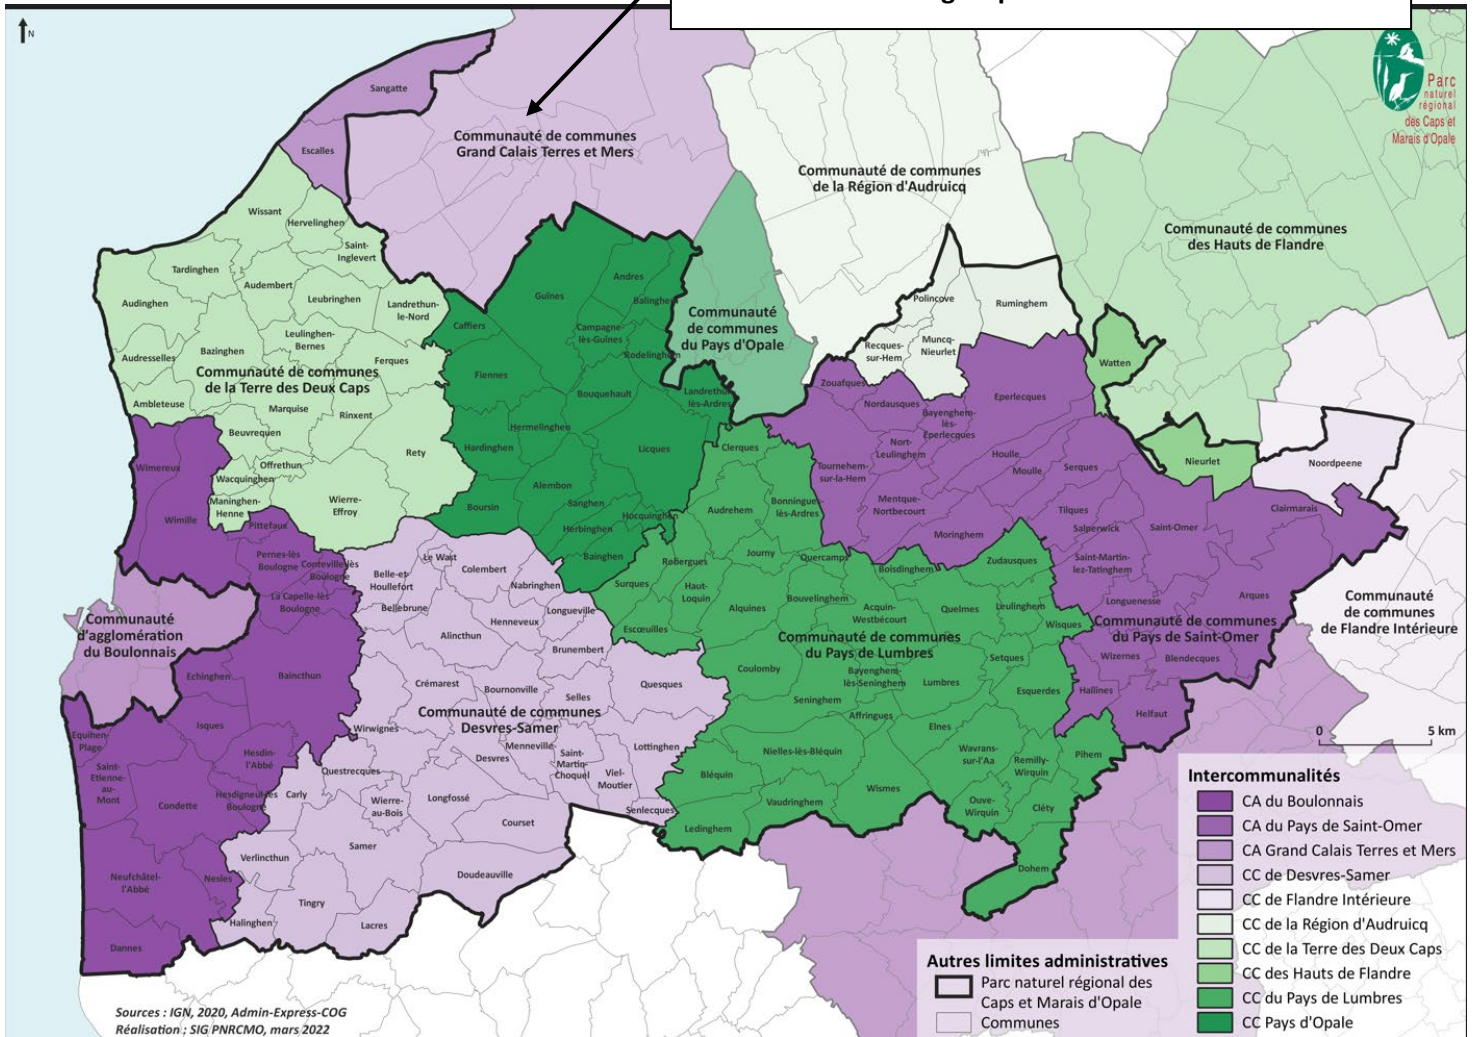 N
Parc
naturel
régional
des Caps et
Marais d'Opale
Sangatte
Escalles
Communauté de communes
Grand Calais Terres et Mers
Communauté de communes
de la Région d'Audruicq
Communauté de communes
des Hauts de Flandre
Wissant
Hervelinghen
Saint-
Inglevert
Tardinghen
Audembert
Leubringhen
Landrethun-
le-Nord
Audinghen
Leulinghen-
Bernes
Bazinghen
Ferques
Audresselles
Communauté de communes
de la Terre des Deux Caps
Ambleteuse
Marquise
Rinxent
Beuvrequen
Rety
Offrethun
Wacquinghen
Maninghen-
Henne
Wierre-
Effroy
Guînes
Andres
Balinghem
Caffiers
Campagne-
lès-Guînes
Rodelinghem
Fiennes
Bouquehault
Landrethun-
lès-Ardres
Hermelinghen
Hardinghen
Licques
Alembon
Sanghen
Boursin
Herbinghen
Hocquinghen
Bainghen
Communauté
de communes
du Pays d'Opale
Polincove
Ruminghem
Recques-
sur-Hem
Muncq-
Nieurlet
Watten
Nieurlet
Noordpeene
Zouafques
Nordausques
Eperlecques
Bayenghem-
lès-
Eperlecques
Nort-
Leulinghem
Houlle
Moulle
Serques
Tournehem-
sur-la-Hem
Mentque-
Nortbecourt
Tilques
Salperwick
Saint-Omer
Clairmarais
Moringhem
Saint-Martin-
lez-Tatinghem
Longuenesse
Arques
Communauté de communes
du Pays de Saint-Omer
Wizernes
Blendecques
Hallines
Helfaut
Communauté
de communes
de Flandre Intérieure
Clerques
Audrehem
Bonningues-
lès-Ardres
Journy
Quercamps
Rebergues
Surques
Haut-
Loquin
Boisdinghem
Zudausques
Bouvelinghem
Alquines
Acquin-
Westbécourt
Quelmes
Leulinghem
Wisques
Escœuilles
Communauté de communes
du Pays de Lumbres
Coulomby
Bayenghem-
lès-Seninghem
Setques
Lumbres
Esquerdes
Seninghem
Affringues
Elnes
Nielles-lès-Bléquin
Wavrans-
sur-l'Aa
Remilly-
Wirquin
Pihem
Bléquin
Wismes
Vaudringhem
Ouve-
Wirquin
Cléty
Ledinghem
Dohem
Wimereux
Wimille
Pittefaux
Pernes-lès
Boulogne
Conteville-lès
Boulogne
La Capelle-lès
Boulogne
Communauté
d'agglomération
du Boulonnais
Echinghen
Baincthun
Isques
Equihen-
Plage
Hesdin-
l'Abbé
Saint-
Etienne-
au-
Mont
Condette
Hesdigneul-lès
Boulogne
Neufchâtel-
l'Abbé
Nesles
Dannes
Le Wast
Colembert
Belle-et-
Houllefort
Nabringhen
Bellebrune
Longueville
Henneveux
Alincthun
Brunembert
Crémarest
Bournonville
Selles
Quesques
Communauté de communes
Desvres-Samer
Wirwignes
Menneville
Lottinghen
Desvres
Saint-
Martin-
Choquel
Viel-
Moutier
Questrecques
Carly
Wierre-
au-Bois
Longfossé
Senlecques
Courset
Samer
Verlincthun
Doudeauville
Tingry
Halinghen
Lacres
0
5 km
Intercommunalités
CA du Boulonnais
CA du Pays de Saint-Omer
CA Grand Calais Terres et Mers
CC de Desvres-Samer
CC de Flandre Intérieure
CC de la Région d'Audruicq
CC de la Terre des Deux Caps
CC des Hauts de Flandre
CC du Pays de Lumbres
CC Pays d'Opale
Autres limites administratives
Parc naturel régional des
Caps et Marais d'Opale
Communes
Sources : IGN, 2020, Admin-Express-COG
Réalisation : SIG PNRCMO, mars 2022